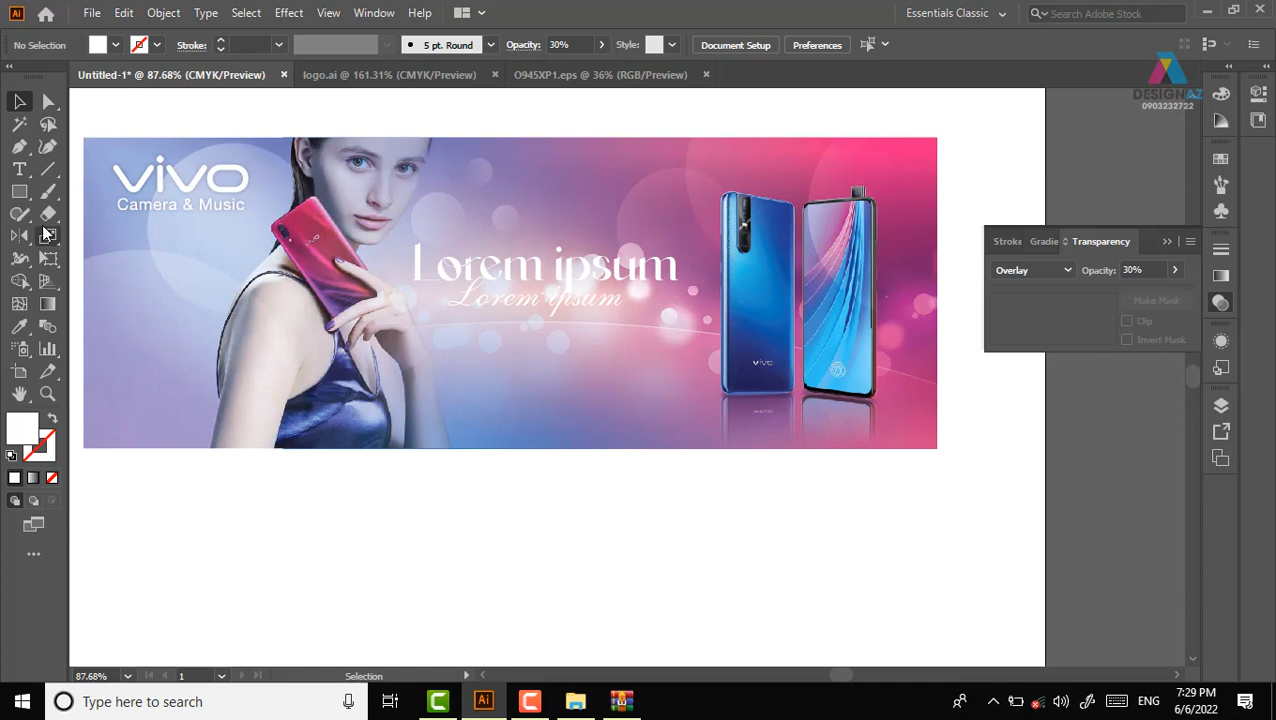 Ai File Edit Object Type Select Effect View Window Help Essentials Classic Search Adobe Stock
No Selection Stroke: 5 pt. Round Opacity: 30% Style: Document Setup Preferences
Untitled-1* @ 87.68% (CMYK/Preview) × logo.ai @ 161.31% (CMYK/Preview) × O945XP1.eps @ 36% (RGB/Preview) ×
DESIGNAZ
0903232722
vivo
Camera & Music
Lorem ipsum
Lorem ipsum
vivo
Stroke Gradie Transparency
Overlay Opacity: 30%
Make Mask
Clip
Invert Mask
87.68% 1 Selection
Type here to search Ai ENG 7:29 PM
6/6/2022